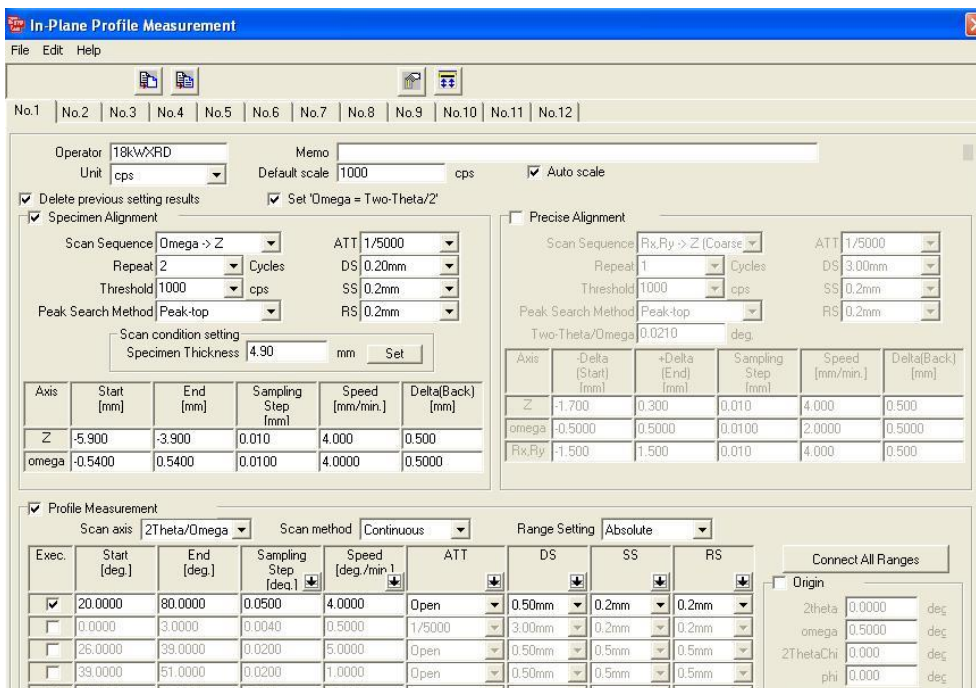 In-Plane Profile Measurement
File Edit Help
No.1 No.2 No.3 No.4 No.5 No.6 No.7 No.8 No.9 No.10 No.11 No.12
Operator 18kWXRD Memo
Unit cps Default scale 1000 cps Auto scale
Delete previous setting results Set 'Omega = Two-Theta/2'
Specimen Alignment
Scan Sequence Omega -> Z ATT 1/5000
Repeat 2 Cycles DS 0.20mm
Threshold 1000 cps SS 0.2mm
Peak Search Method Peak-top RS 0.2mm
Scan condition setting
Specimen Thickness 4.90 mm Set
Axis Start [mm] End [mm] Sampling Step [mm] Speed [mm/min.] Delta(Back) [mm]
Z -5.900 -3.900 0.010 4.000 0.500
omega -0.5400 0.5400 0.0100 4.0000 0.5000
Precise Alignment
Scan Sequence Rx,Ry -> Z (Coarse ATT 1/5000
Repeat 1 Cycles DS 3.00mm
Threshold 1000 cps SS 0.2mm
Peak Search Method Peak-top RS 0.2mm
Two-Theta/Omega 0.0210 deg.
Axis -Delta (Start) [mm] +Delta (End) [mm] Sampling Step [mm] Speed [mm/min.] Delta(Back) [mm]
Z -1.700 0.300 0.010 4.000 0.500
omega -0.5000 0.5000 0.0100 2.0000 0.5000
Rx,Ry -1.500 1.500 0.010 4.000 0.500
Profile Measurement
Scan axis 2Theta/Omega Scan method Continuous Range Setting Absolute
Exec. Start [deg.] End [deg.] Sampling Step [deg.] Speed [deg./min.] ATT DS SS RS
20.0000 80.0000 0.0500 4.0000 Open 0.50mm 0.2mm 0.2mm
0.0000 3.0000 0.0040 0.5000 1/5000 3.00mm 0.2mm 0.2mm
26.0000 39.0000 0.0200 5.0000 Open 0.50mm 0.5mm 0.5mm
39.0000 51.0000 0.0200 1.0000 Open 0.50mm 0.5mm 0.5mm
Connect All Ranges
Origin
2theta 0.0000 deg
omega 0.5000 deg
2ThetaChi 0.000 deg
phi 0.000 deg